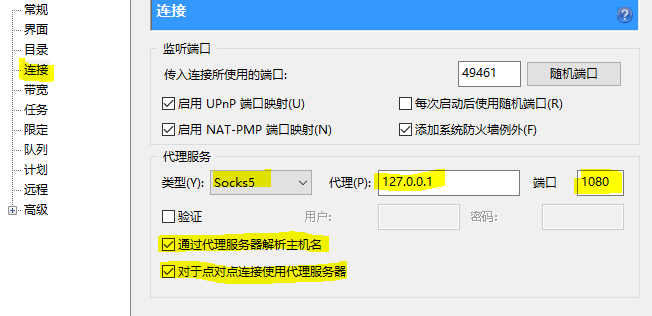 常规
界面
目录
连接
带宽
任务
限定
队列
计划
远程
高级
连接
监听端口
传入连接所使用的端口: 49461 随机端口
启用 UPnP 端口映射(U) 每次启动后使用随机端口(R)
启用 NAT-PMP 端口映射(N) 添加系统防火墙例外(F)
代理服务
类型(Y): Socks5 代理(P): 127.0.0.1 端口 1080
验证 用户: 密码:
通过代理服务器解析主机名
对于点对点连接使用代理服务器